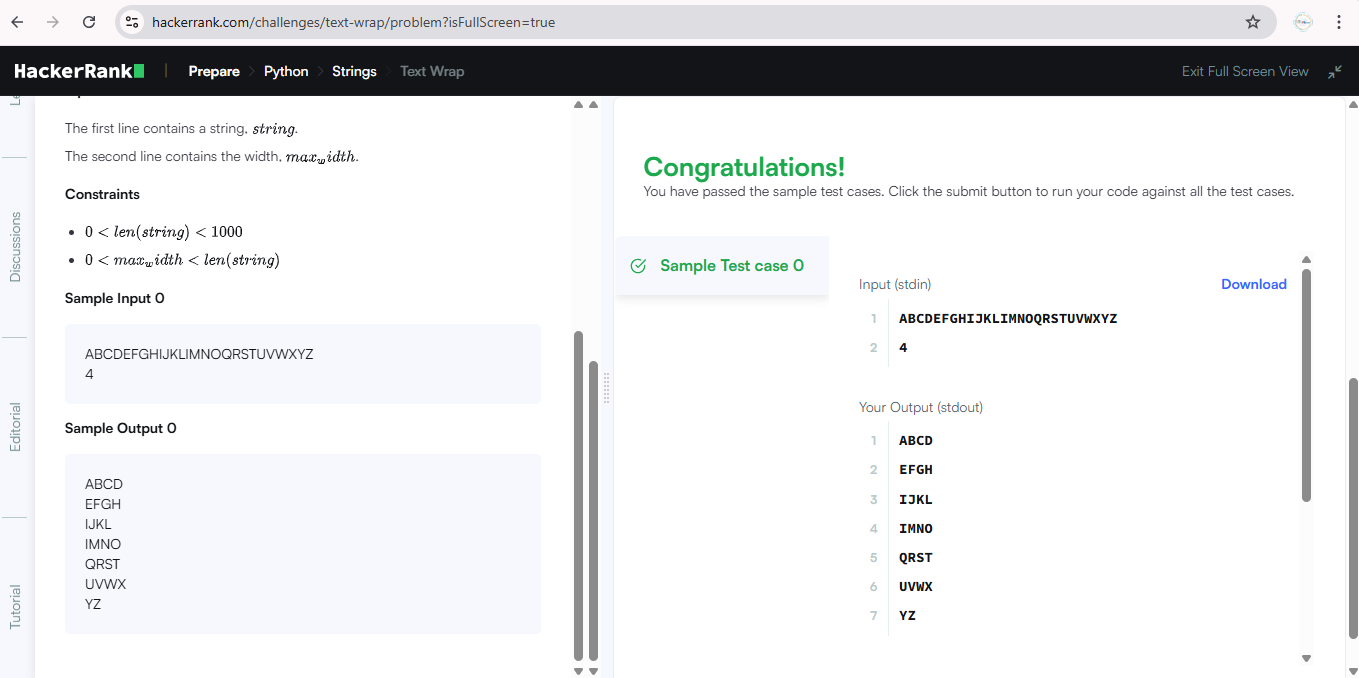 hackerrank.com/challenges/text-wrap/problem?isFullScreen=true
HackerRank
Prepare > Python > Strings > Text Wrap
Exit Full Screen View
Discussions
Editorial
Tutorial
The first line contains a string, string.
The second line contains the width, max_width.
Constraints
0 < len(string) < 1000
0 < max_width < len(string)
Sample Input 0
ABCDEFGHIJKLIMNOQRSTUVWXYZ
4
Sample Output 0
ABCD
EFGH
IJKL
IMNO
QRST
UVWX
YZ
Congratulations!
You have passed the sample test cases. Click the submit button to run your code against all the test cases.
Sample Test case 0
Input (stdin)
Download
1 ABCDEFGHIJKLIMNOQRSTUVWXYZ
2 4
Your Output (stdout)
1 ABCD
2 EFGH
3 IJKL
4 IMNO
5 QRST
6 UVWX
7 YZ